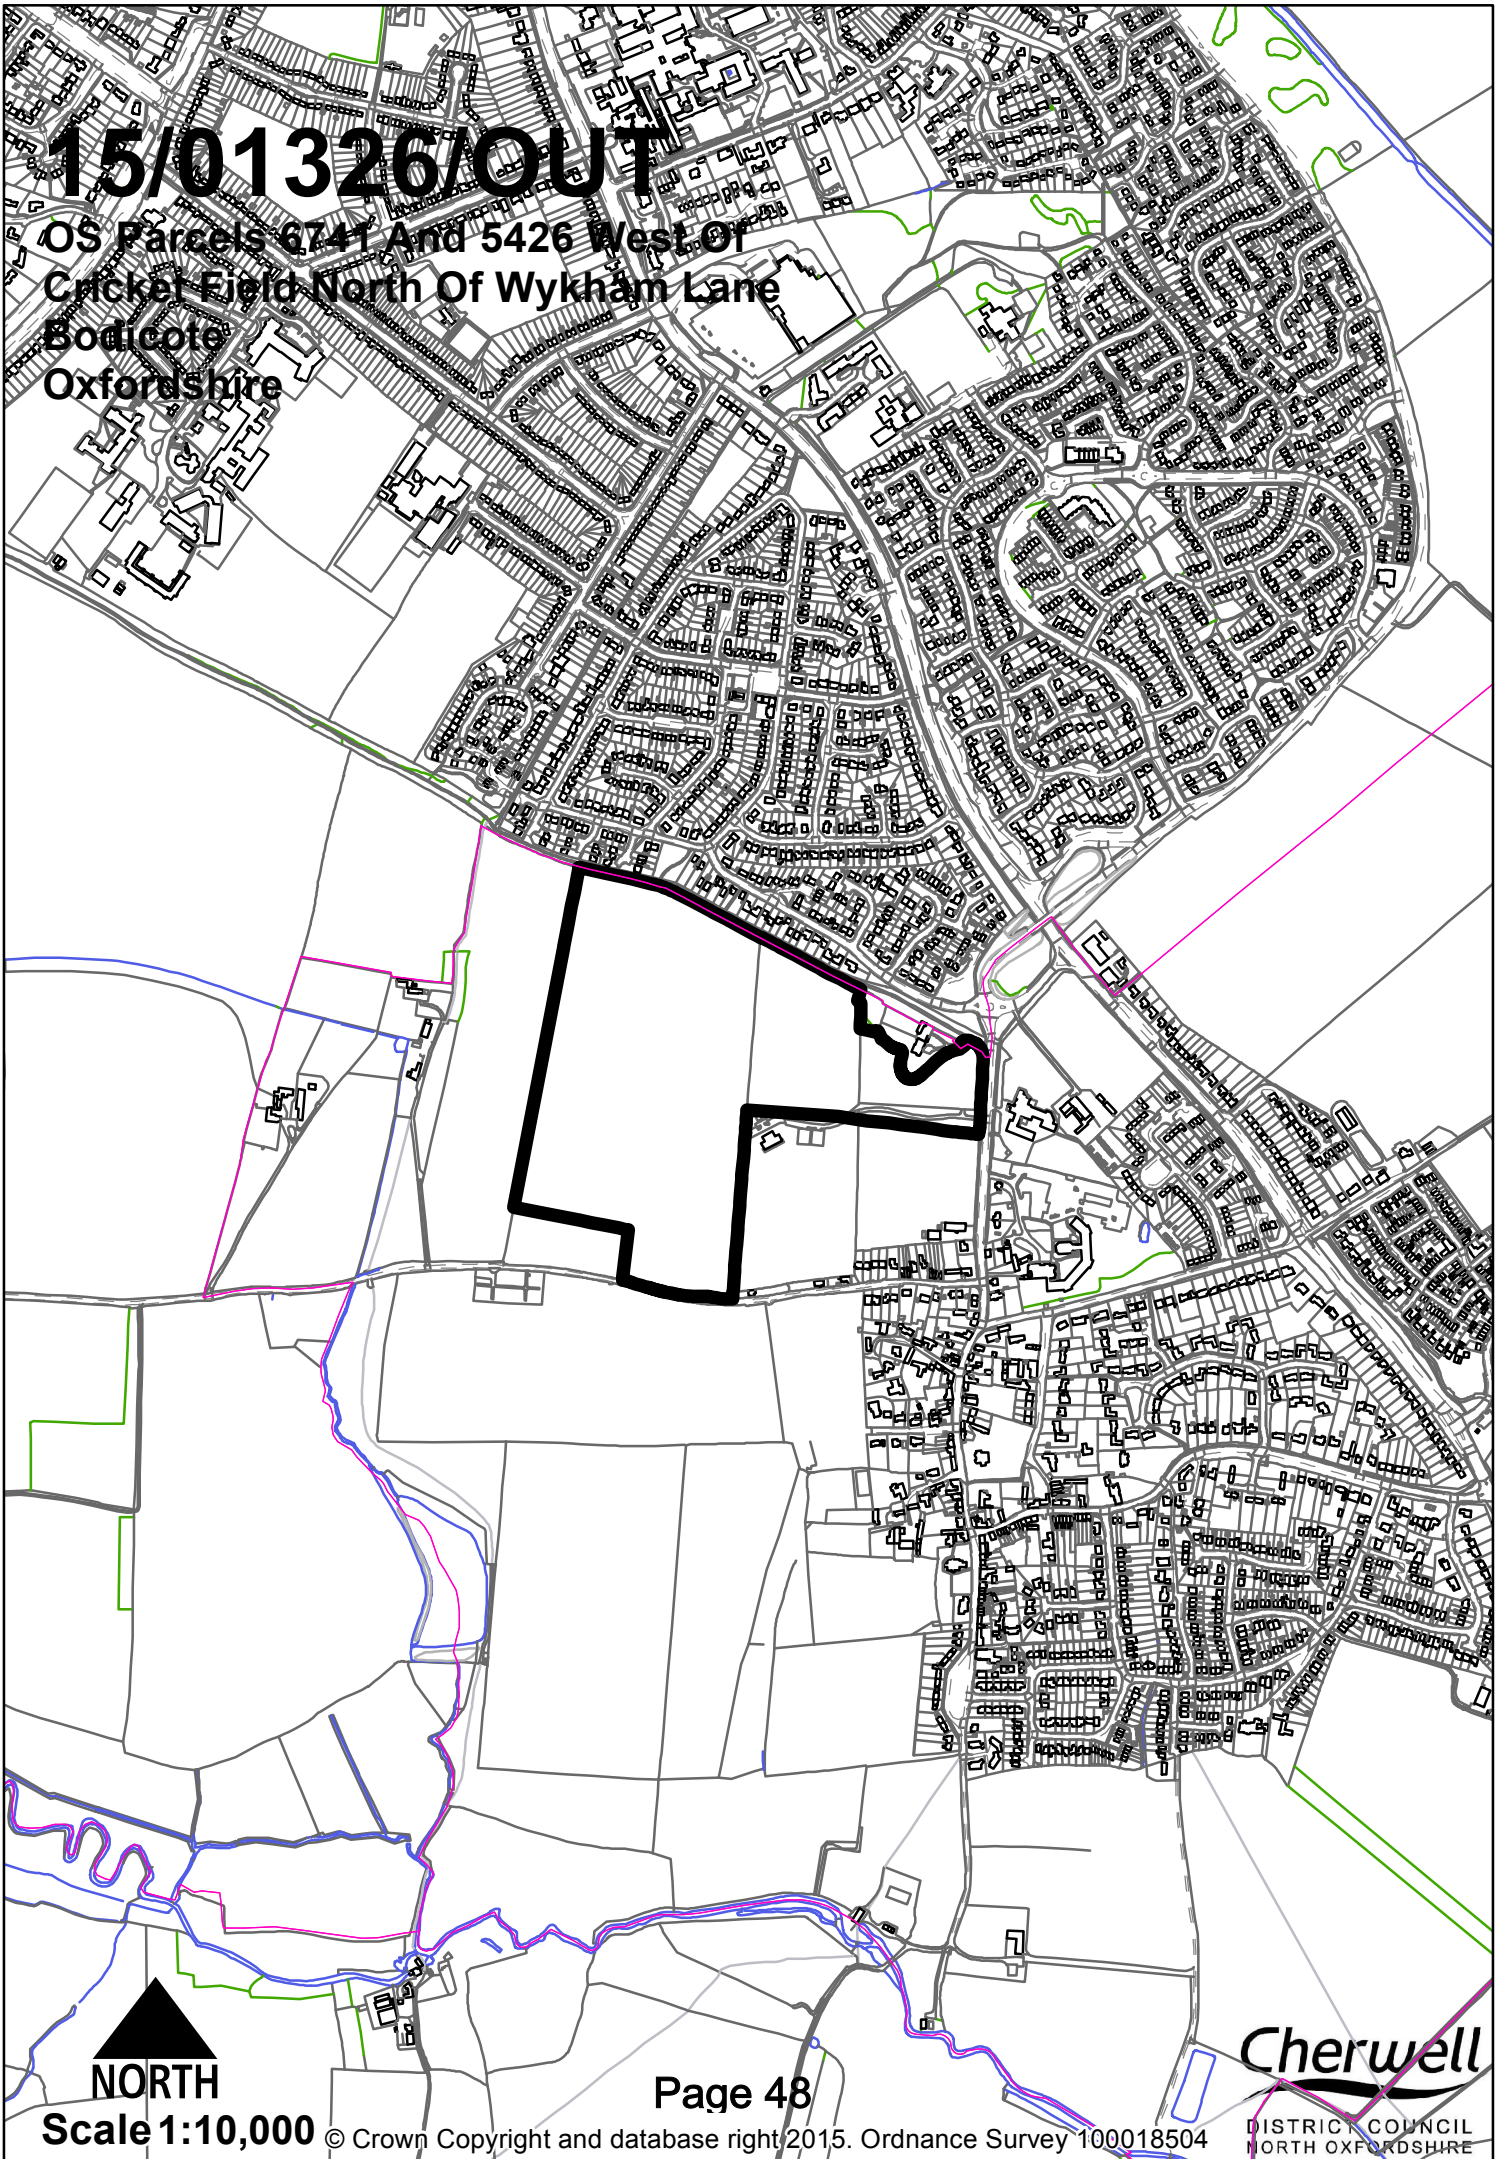 15/01326/OUT
OS Parcels 6741 And 5426 West Of
Cricket Field North Of Wykham Lane
Bodicote
Oxfordshire
NORTH
Scale 1:10,000
Page 48
© Crown Copyright and database right 2015. Ordnance Survey 100018504
Cherwell
DISTRICT COUNCIL
NORTH OXFORDSHIRE